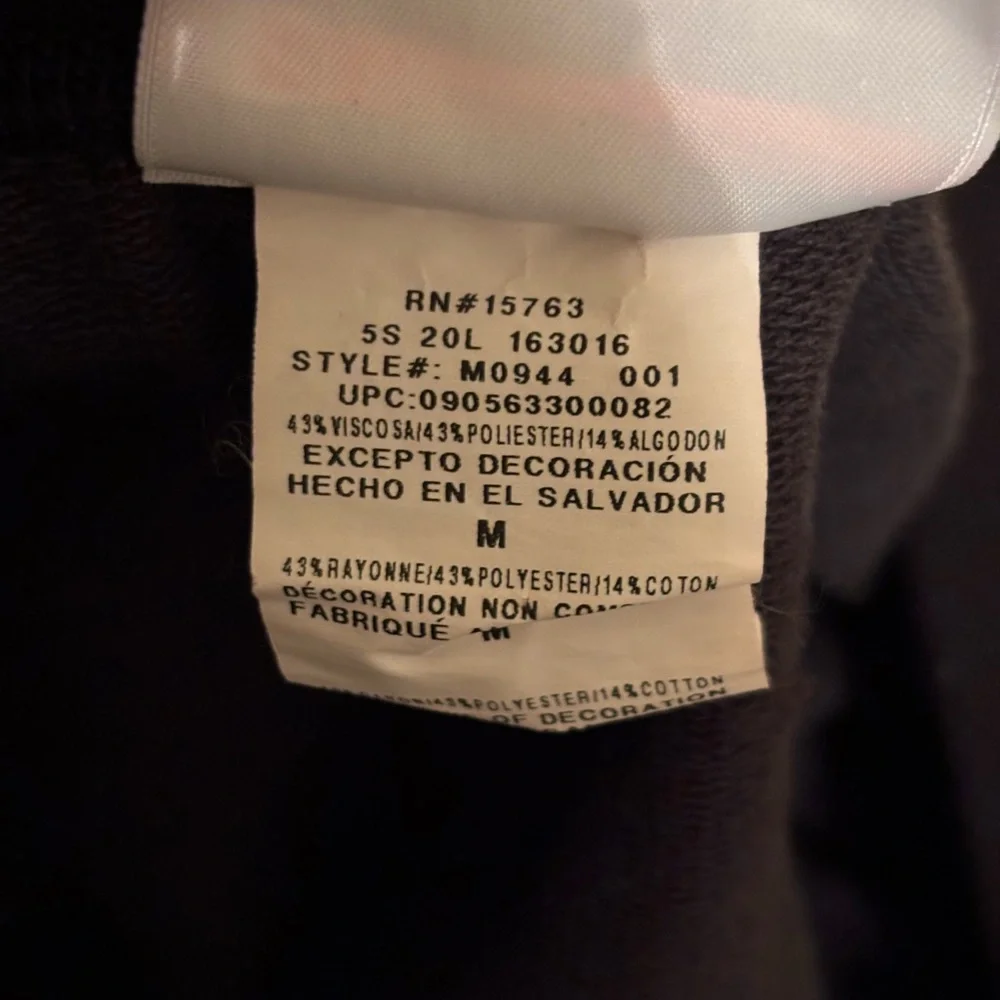 RN#15763
5S 20L 163016
STYLE#: M0944 001
UPC:090563300082
43%VISCOSA/43%POLIESTER/14%ALGODON
EXCEPTO DECORACIÓN
HECHO EN EL SALVADOR
M
43%RAYONNE/43%POLYESTER/14%COTON
DÉCORATION NON
FABRIQUÉ
POLYESTER/14%COTTON
OF DECORATION